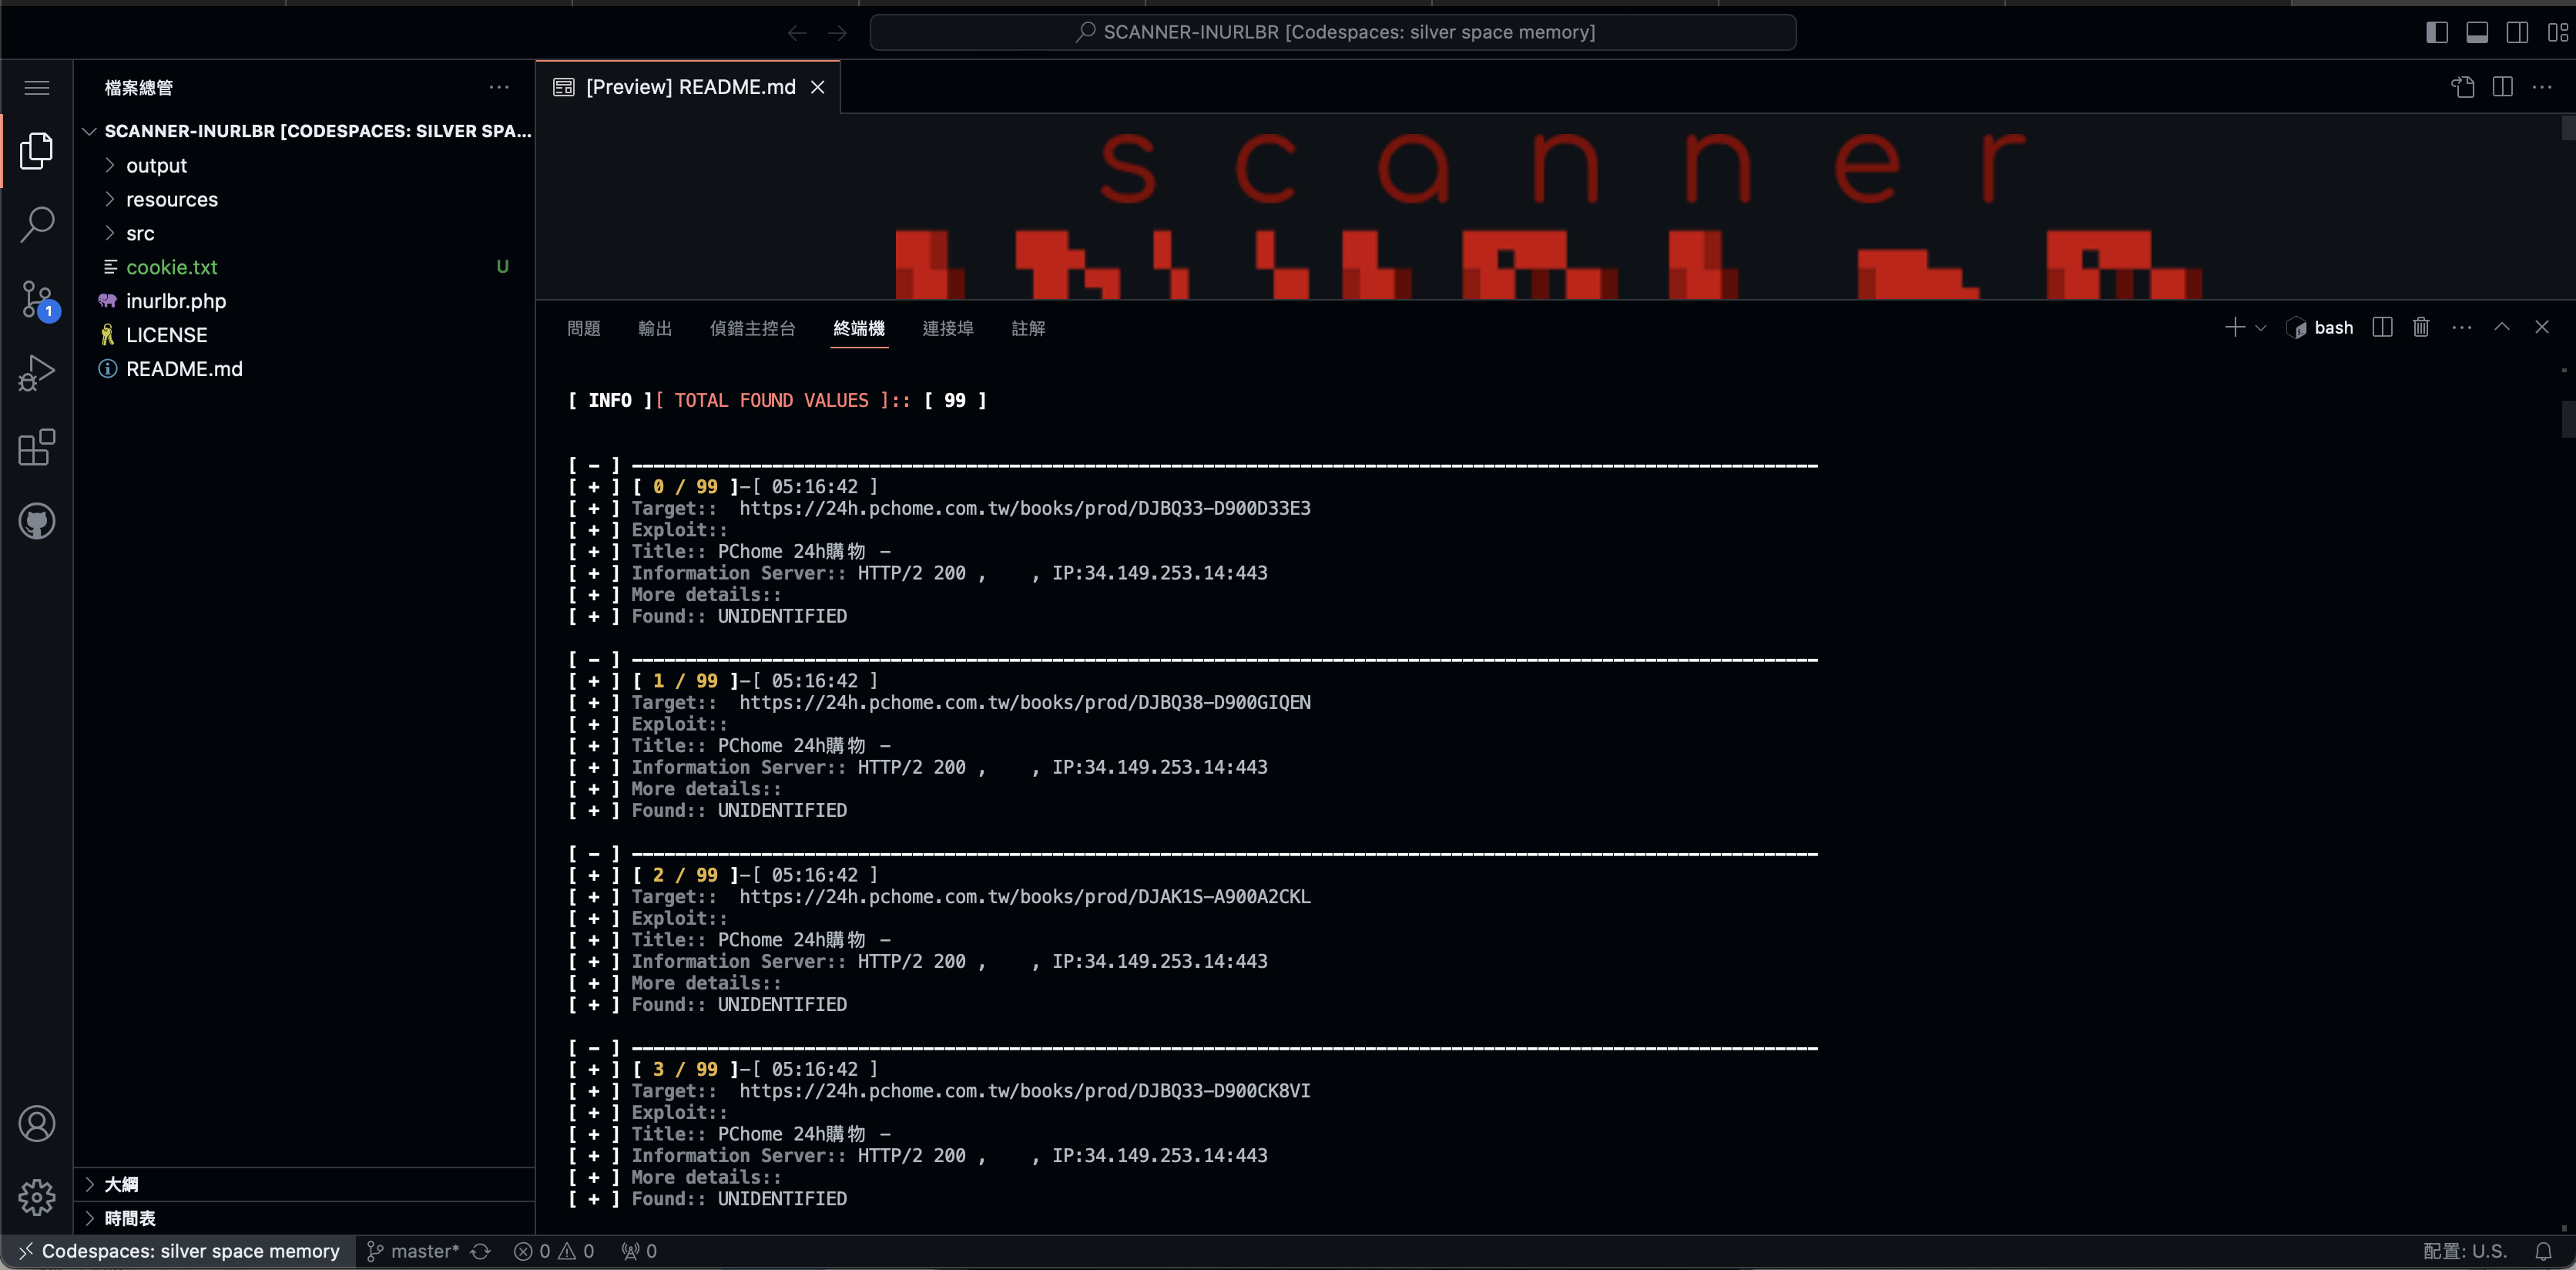 SCANNER-INURLBR [Codespaces: silver space memory]
檔案總管
SCANNER-INURLBR [CODESPACES: SILVER SPA...
output
resources
src
cookie.txt U
inurlbr.php
LICENSE
README.md
1
大綱
時間表
[Preview] README.md
scanner
問題 輸出 偵錯主控台 終端機 連接埠 註解
bash
[ INFO ][ TOTAL FOUND VALUES ]:: [ 99 ]
[ - ] --------------------------------------------------------------------------------------------------------------
[ + ] [ 0 / 99 ]-[ 05:16:42 ]
[ + ] Target:: https://24h.pchome.com.tw/books/prod/DJBQ33-D900D33E3
[ + ] Exploit::
[ + ] Title:: PChome 24h購物 -
[ + ] Information Server:: HTTP/2 200 , , IP:34.149.253.14:443
[ + ] More details::
[ + ] Found:: UNIDENTIFIED
[ - ] --------------------------------------------------------------------------------------------------------------
[ + ] [ 1 / 99 ]-[ 05:16:42 ]
[ + ] Target:: https://24h.pchome.com.tw/books/prod/DJBQ38-D900GIQEN
[ + ] Exploit::
[ + ] Title:: PChome 24h購物 -
[ + ] Information Server:: HTTP/2 200 , , IP:34.149.253.14:443
[ + ] More details::
[ + ] Found:: UNIDENTIFIED
[ - ] --------------------------------------------------------------------------------------------------------------
[ + ] [ 2 / 99 ]-[ 05:16:42 ]
[ + ] Target:: https://24h.pchome.com.tw/books/prod/DJAK1S-A900A2CKL
[ + ] Exploit::
[ + ] Title:: PChome 24h購物 -
[ + ] Information Server:: HTTP/2 200 , , IP:34.149.253.14:443
[ + ] More details::
[ + ] Found:: UNIDENTIFIED
[ - ] --------------------------------------------------------------------------------------------------------------
[ + ] [ 3 / 99 ]-[ 05:16:42 ]
[ + ] Target:: https://24h.pchome.com.tw/books/prod/DJBQ33-D900CK8VI
[ + ] Exploit::
[ + ] Title:: PChome 24h購物 -
[ + ] Information Server:: HTTP/2 200 , , IP:34.149.253.14:443
[ + ] More details::
[ + ] Found:: UNIDENTIFIED
Codespaces: silver space memory master* 0 0 0 配置: U.S.